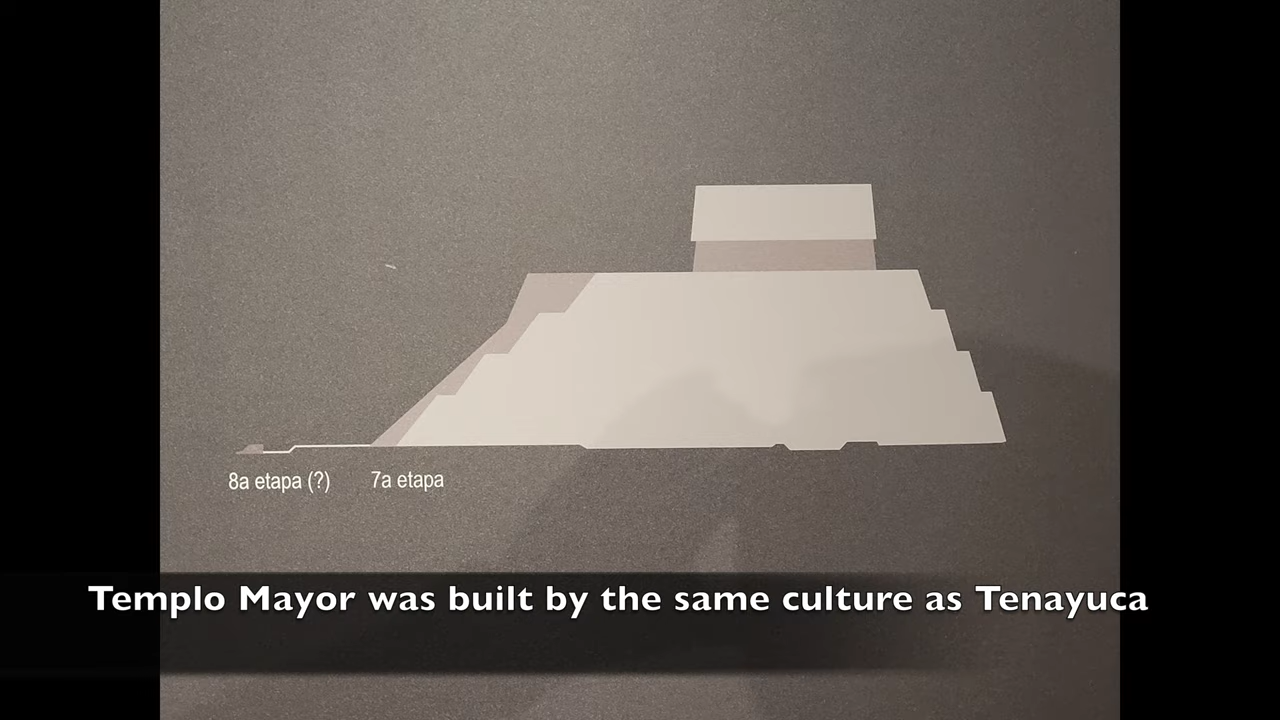 8a etapa (?) 7a etapa
Templo Mayor was built by the same culture as Tenayuca